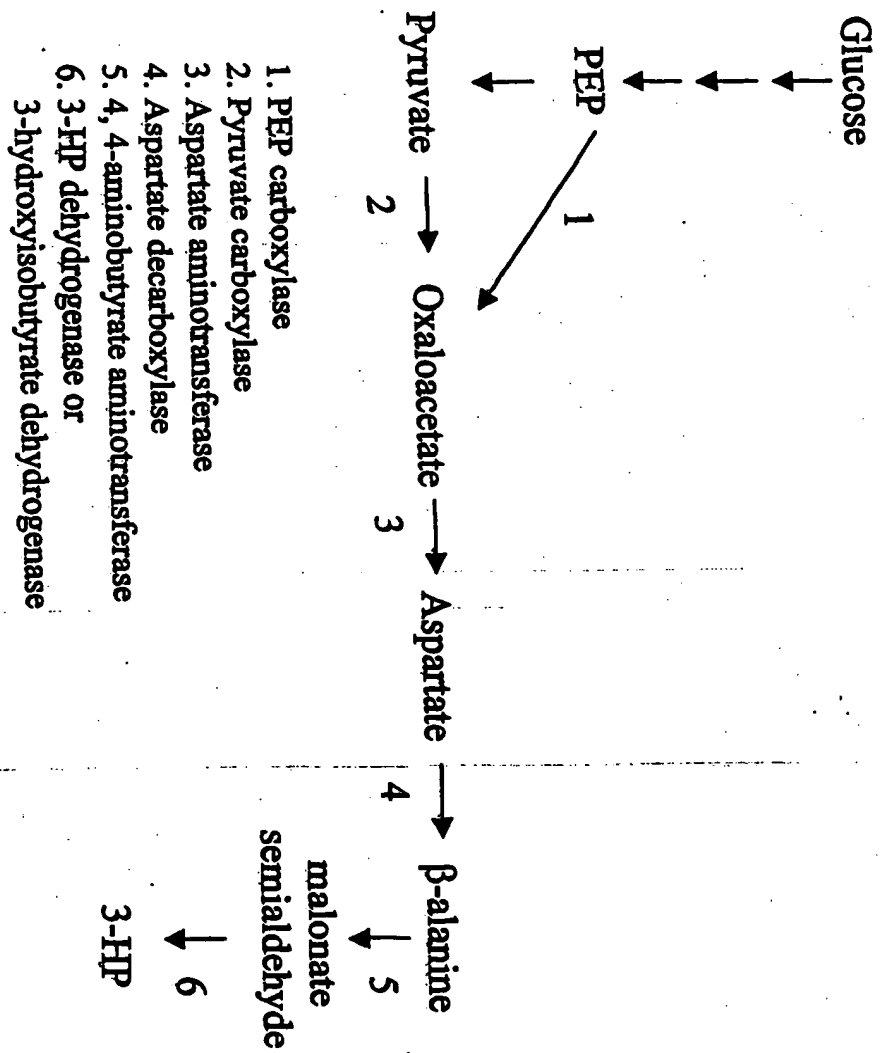 Glucose
PEP
1
Pyruvate
2
Oxaloacetate
3
Aspartate
4
β-alanine
5
malonate
semialdehyde
6
3-HP
1. PEP carboxylase
2. Pyruvate carboxylase
3. Aspartate aminotransferase
4. Aspartate decarboxylase
5. 4, 4-aminobutyrate aminotransferase
6. 3-HP dehydrogenase or
3-hydroxyisobutyrate dehydrogenase